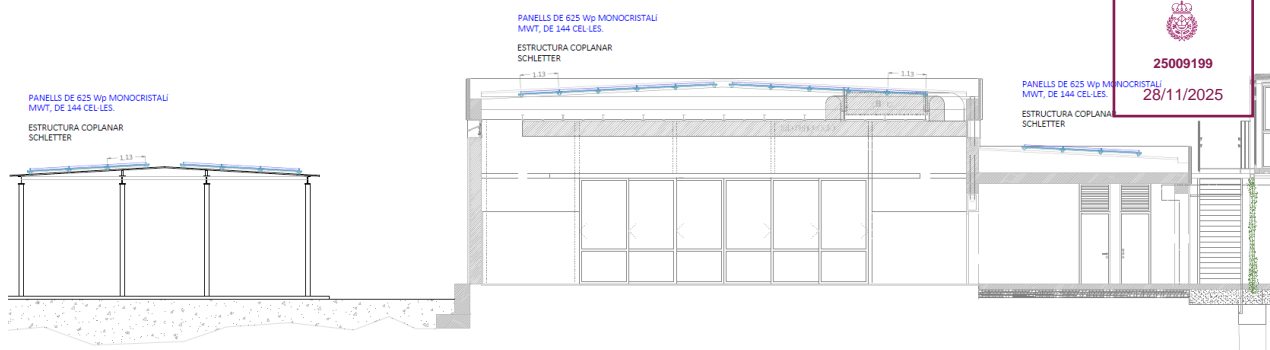 PANELLS DE 625 Wp MONOCRISTALÍ
MWT, DE 144 CEL·LES.
ESTRUCTURA COPLANAR
SCHLETTER
1.13
PANELLS DE 625 Wp MONOCRISTALÍ
MWT, DE 144 CEL·LES.
ESTRUCTURA COPLANAR
SCHLETTER
1.13
1.13
PANELLS DE 625 Wp MONOCRISTALÍ
MWT, DE 144 CEL·LES.
ESTRUCTURA COPLANAR
SCHLETTER
25009199
28/11/2025